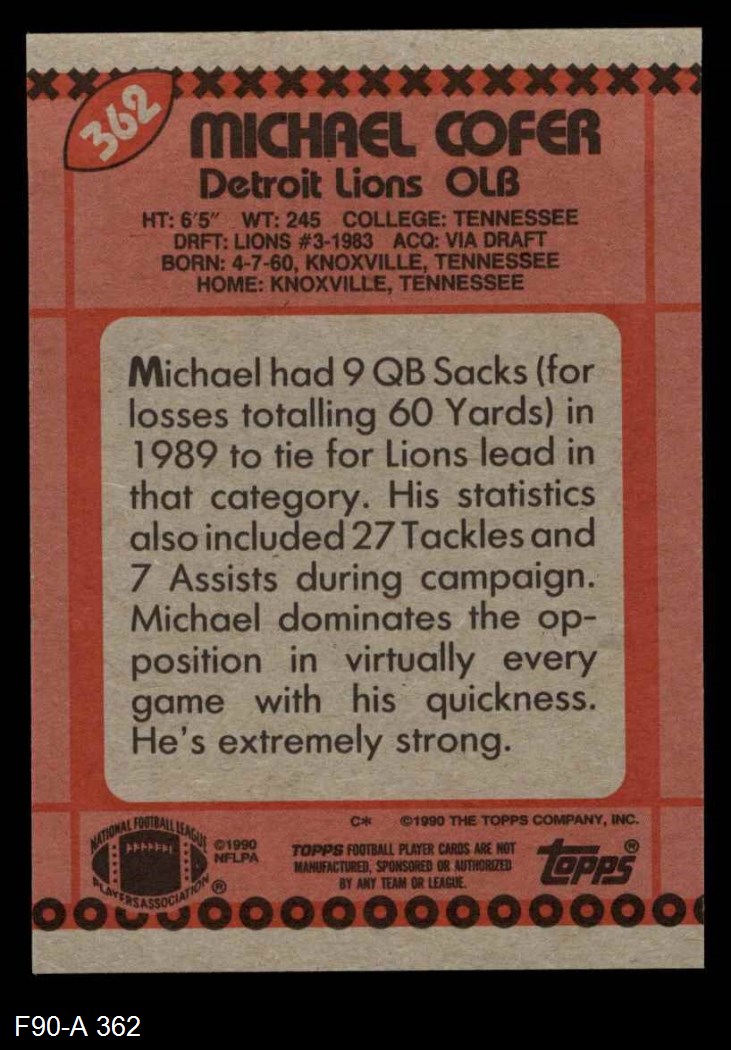 362
MICHAEL COFER
Detroit Lions OLB
HT: 6'5" WT: 245 COLLEGE: TENNESSEE
DRFT: LIONS #3-1983 ACQ: VIA DRAFT
BORN: 4-7-60, KNOXVILLE, TENNESSEE
HOME: KNOXVILLE, TENNESSEE
Michael had 9 QB Sacks (for
losses totalling 60 Yards) in
1989 to tie for Lions lead in
that category. His statistics
also included 27 Tackles and
7 Assists during campaign.
Michael dominates the op-
position in virtually every
game with his quickness.
He's extremely strong.
C* ©1990 THE TOPPS COMPANY, INC.
NATIONAL FOOTBALL LEAGUE
PLAYERS ASSOCIATION ®
©1990
NFLPA
TOPPS FOOTBALL PLAYER CARDS ARE NOT
MANUFACTURED, SPONSORED OR AUTHORIZED
BY ANY TEAM OR LEAGUE.
topps®
F90-A 362